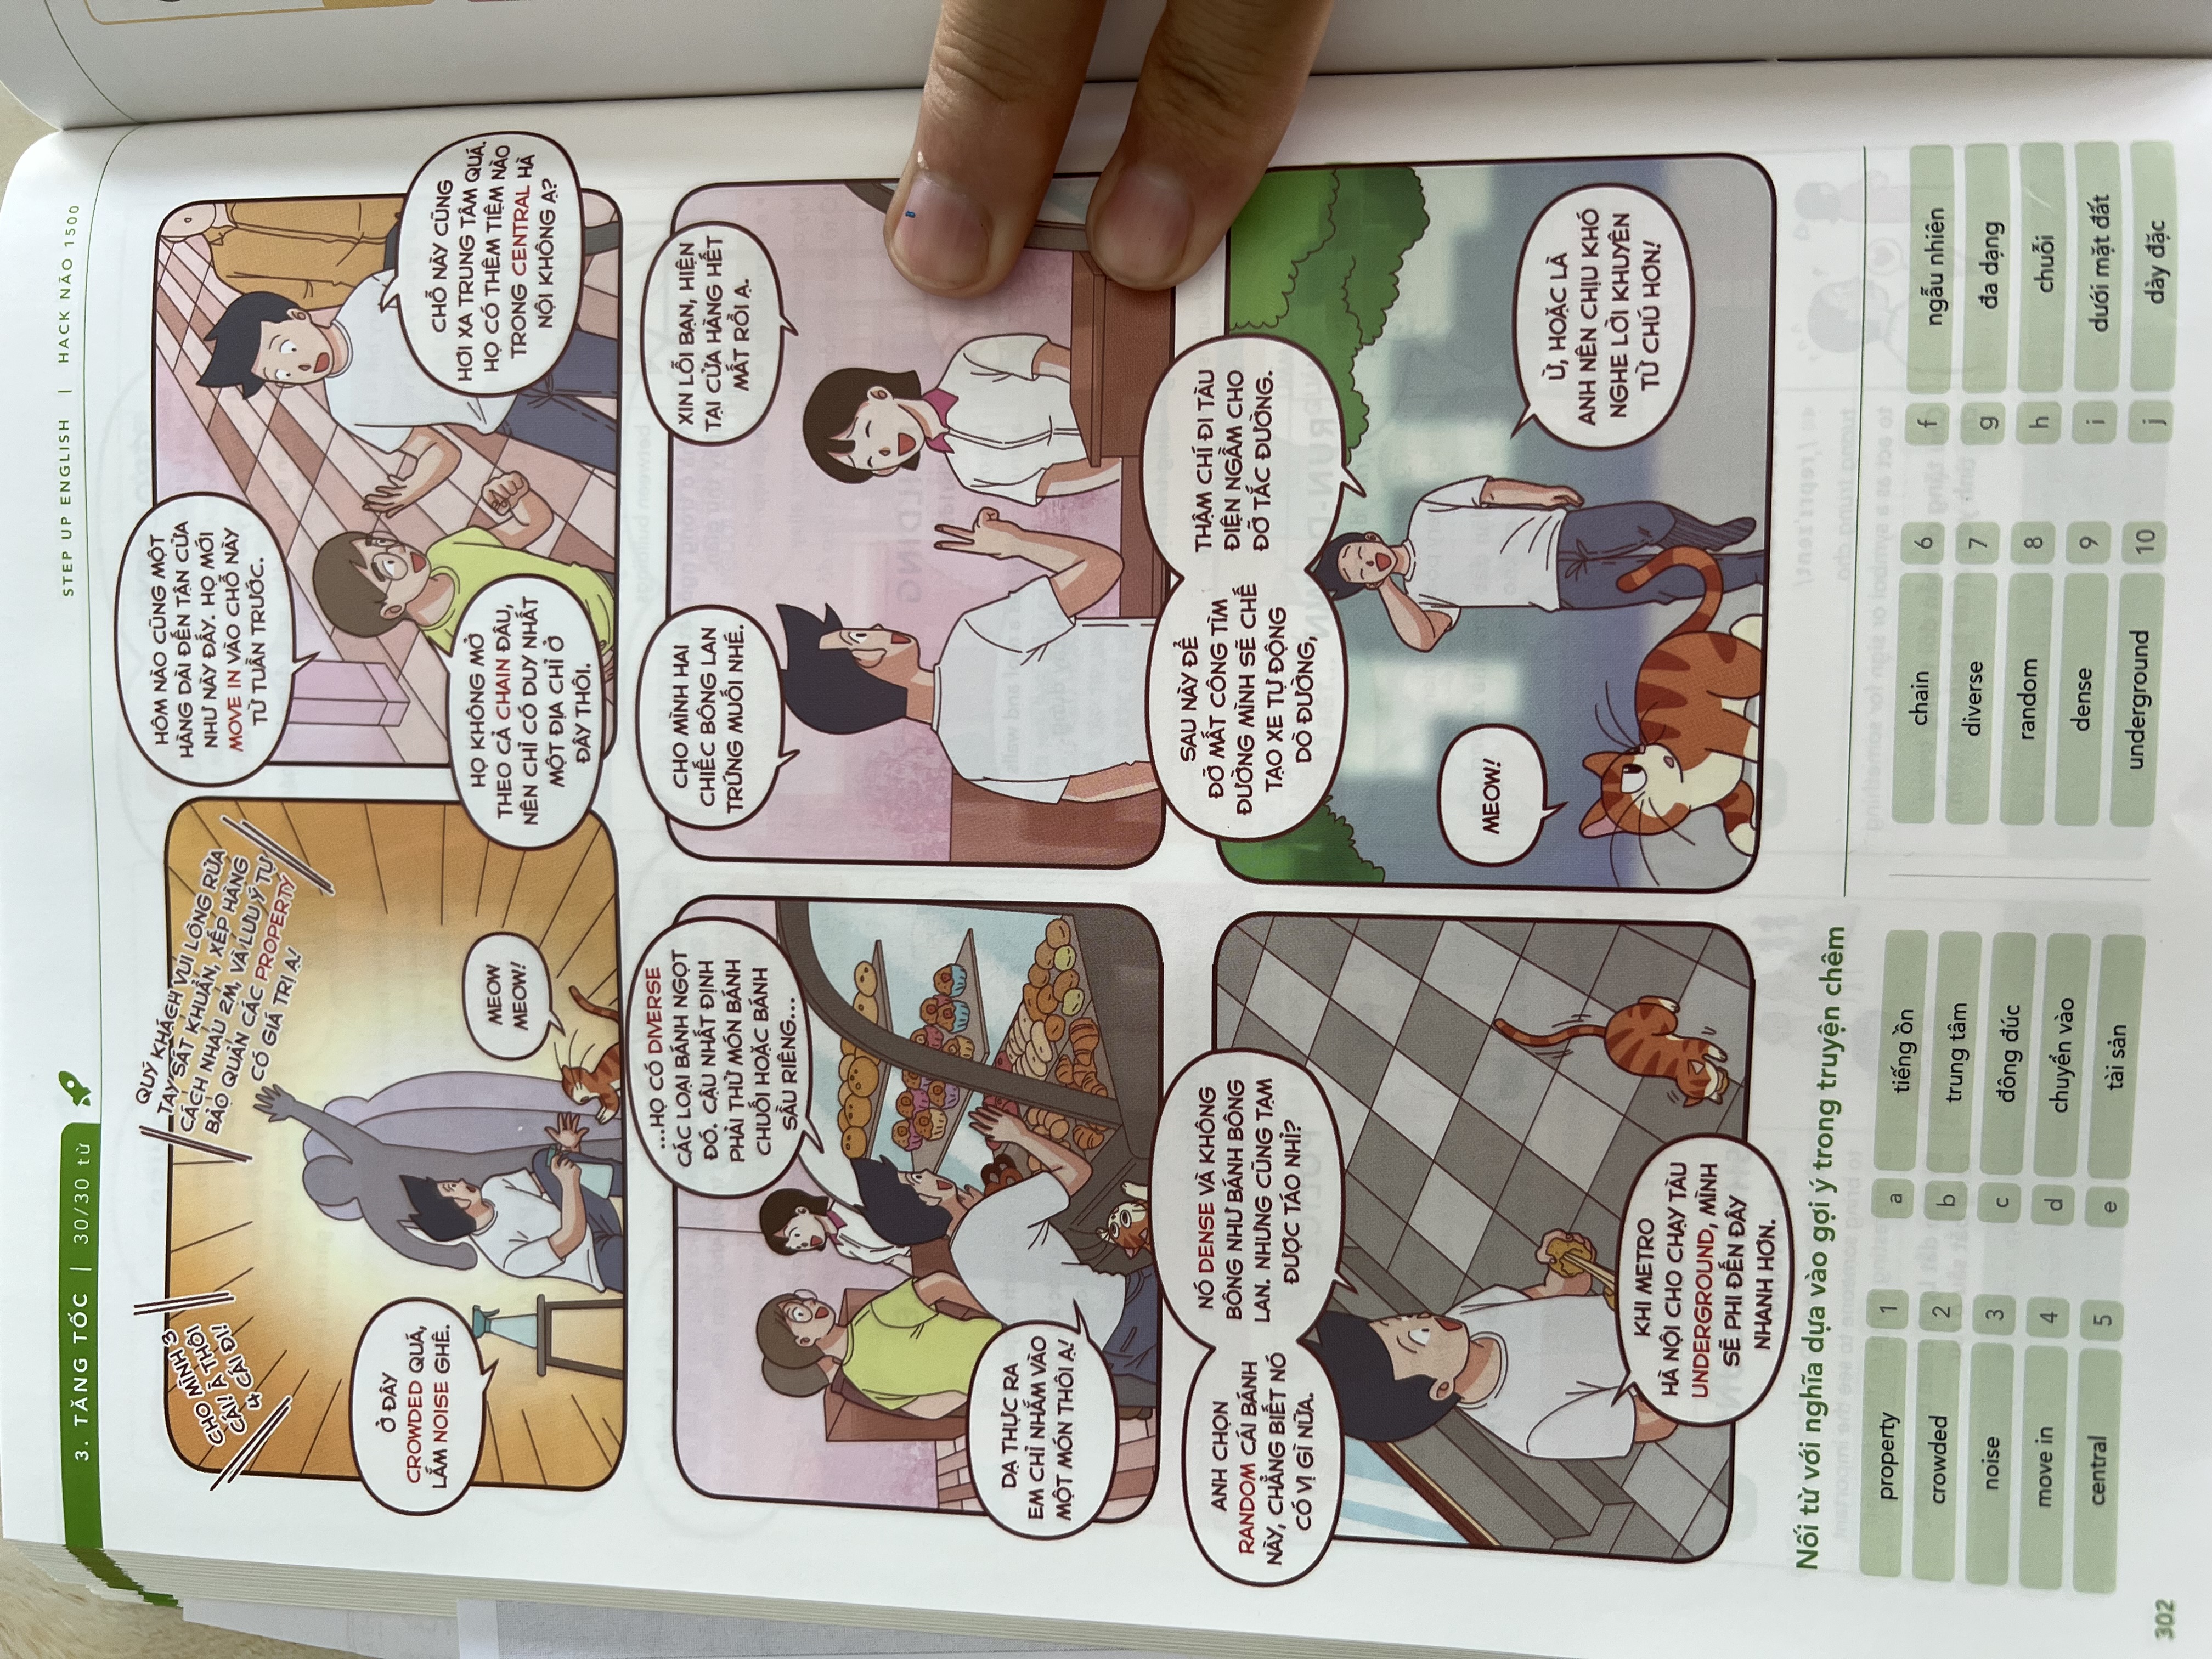 3. TĂNG TỐC | 30/30 từ
STEP UP ENGLISH | HACK NÃO 1500
CHO MÌNH 3
CÁI! À THÔI
4 CÁI ĐI!
QUÝ KHÁCH VUI LÒNG RỬA
TAY SÁT KHUẨN, XẾP HÀNG
CÁCH NHAU 2M, VÀ LƯU Ý TỰ
BẢO QUẢN CÁC PROPERTY
CÓ GIÁ TRỊ Ạ!
Ở ĐÂY
CROWDED QUÁ,
LẮM NOISE GHÊ.
MEOW
MEOW!
HÔM NÀO CŨNG MỘT
HÀNG DÀI ĐẾN TẬN CỬA
NHƯ NÀY ĐẤY. HỌ MỚI
MOVE IN VÀO CHỖ NÀY
TỪ TUẦN TRƯỚC.
CHỖ NÀY CŨNG
HƠI XA TRUNG TÂM QUÁ.
HỌ CÓ THÊM TIỆM NÀO
TRONG CENTRAL HÀ
NỘI KHÔNG Ạ?
HỌ KHÔNG MỞ
THEO CẢ CHAIN ĐÂU,
NÊN CHỈ CÓ DUY NHẤT
MỘT ĐỊA CHỈ Ở
ĐÂY THÔI.
...HỌ CÓ DIVERSE
CÁC LOẠI BÁNH NGỌT
ĐÓ. CẬU NHẤT ĐỊNH
PHẢI THỬ MÓN BÁNH
CHUỐI HOẶC BÁNH
SẦU RIÊNG...
DẠ THỰC RA
EM CHỈ NHẮM VÀO
MỘT MÓN THÔI Ạ!
CHO MÌNH HAI
CHIẾC BÔNG LAN
TRỨNG MUỐI NHÉ.
XIN LỖI BẠN, HIỆN
TẠI CỬA HÀNG HẾT
MẤT RỒI Ạ.
ANH CHỌN
RANDOM CÁI BÁNH
NÀY, CHẲNG BIẾT NÓ
CÓ VỊ GÌ NỮA.
NÓ DENSE VÀ KHÔNG
BÔNG NHƯ BÁNH BÔNG
LAN. NHƯNG CŨNG TẠM
ĐƯỢC TÁO NHỈ?
KHI METRO
HÀ NỘI CHO CHẠY TÀU
UNDERGROUND, MÌNH
SẼ PHI ĐẾN ĐÂY
NHANH HƠN.
SAU NÀY ĐỂ
ĐỠ MẤT CÔNG TÌM
ĐƯỜNG MÌNH SẼ CHẾ
TẠO XE TỰ ĐỘNG
DÒ ĐƯỜNG,
THẬM CHÍ ĐI TÀU
ĐIỆN NGẦM CHO
ĐỠ TẮC ĐƯỜNG.
MEOW!
Ừ, HOẶC LÀ
ANH NÊN CHỊU KHÓ
NGHE LỜI KHUYÊN
TỪ CHÚ HƠN!
Nối từ với nghĩa dựa vào gợi ý trong truyện chêm
property 1 a tiếng ồn
crowded 2 b trung tâm
noise 3 c đông đúc
move in 4 d chuyển vào
central 5 e tài sản
chain 6 f ngẫu nhiên
diverse 7 g đa dạng
random 8 h chuỗi
dense 9 i dưới mặt đất
underground 10 j dày đặc
302